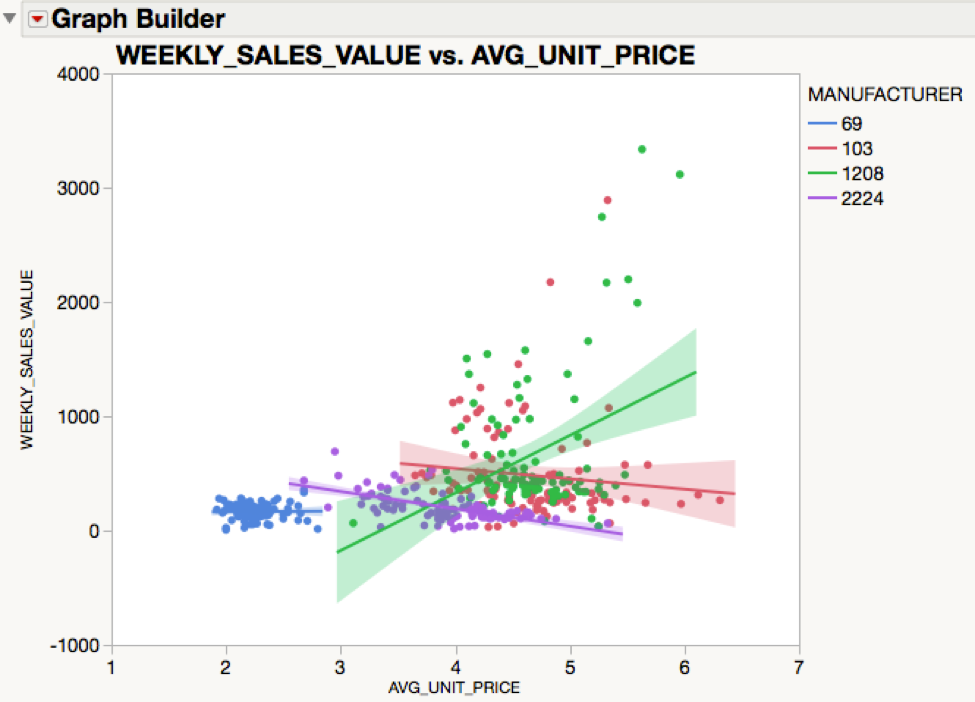 Graph Builder
WEEKLY_SALES_VALUE vs. AVG_UNIT_PRICE
4000
3000
2000
1000
0
-1000
WEEKLY_SALES_VALUE
1 2 3 4 5 6 7
AVG_UNIT_PRICE
MANUFACTURER
69
103
1208
2224